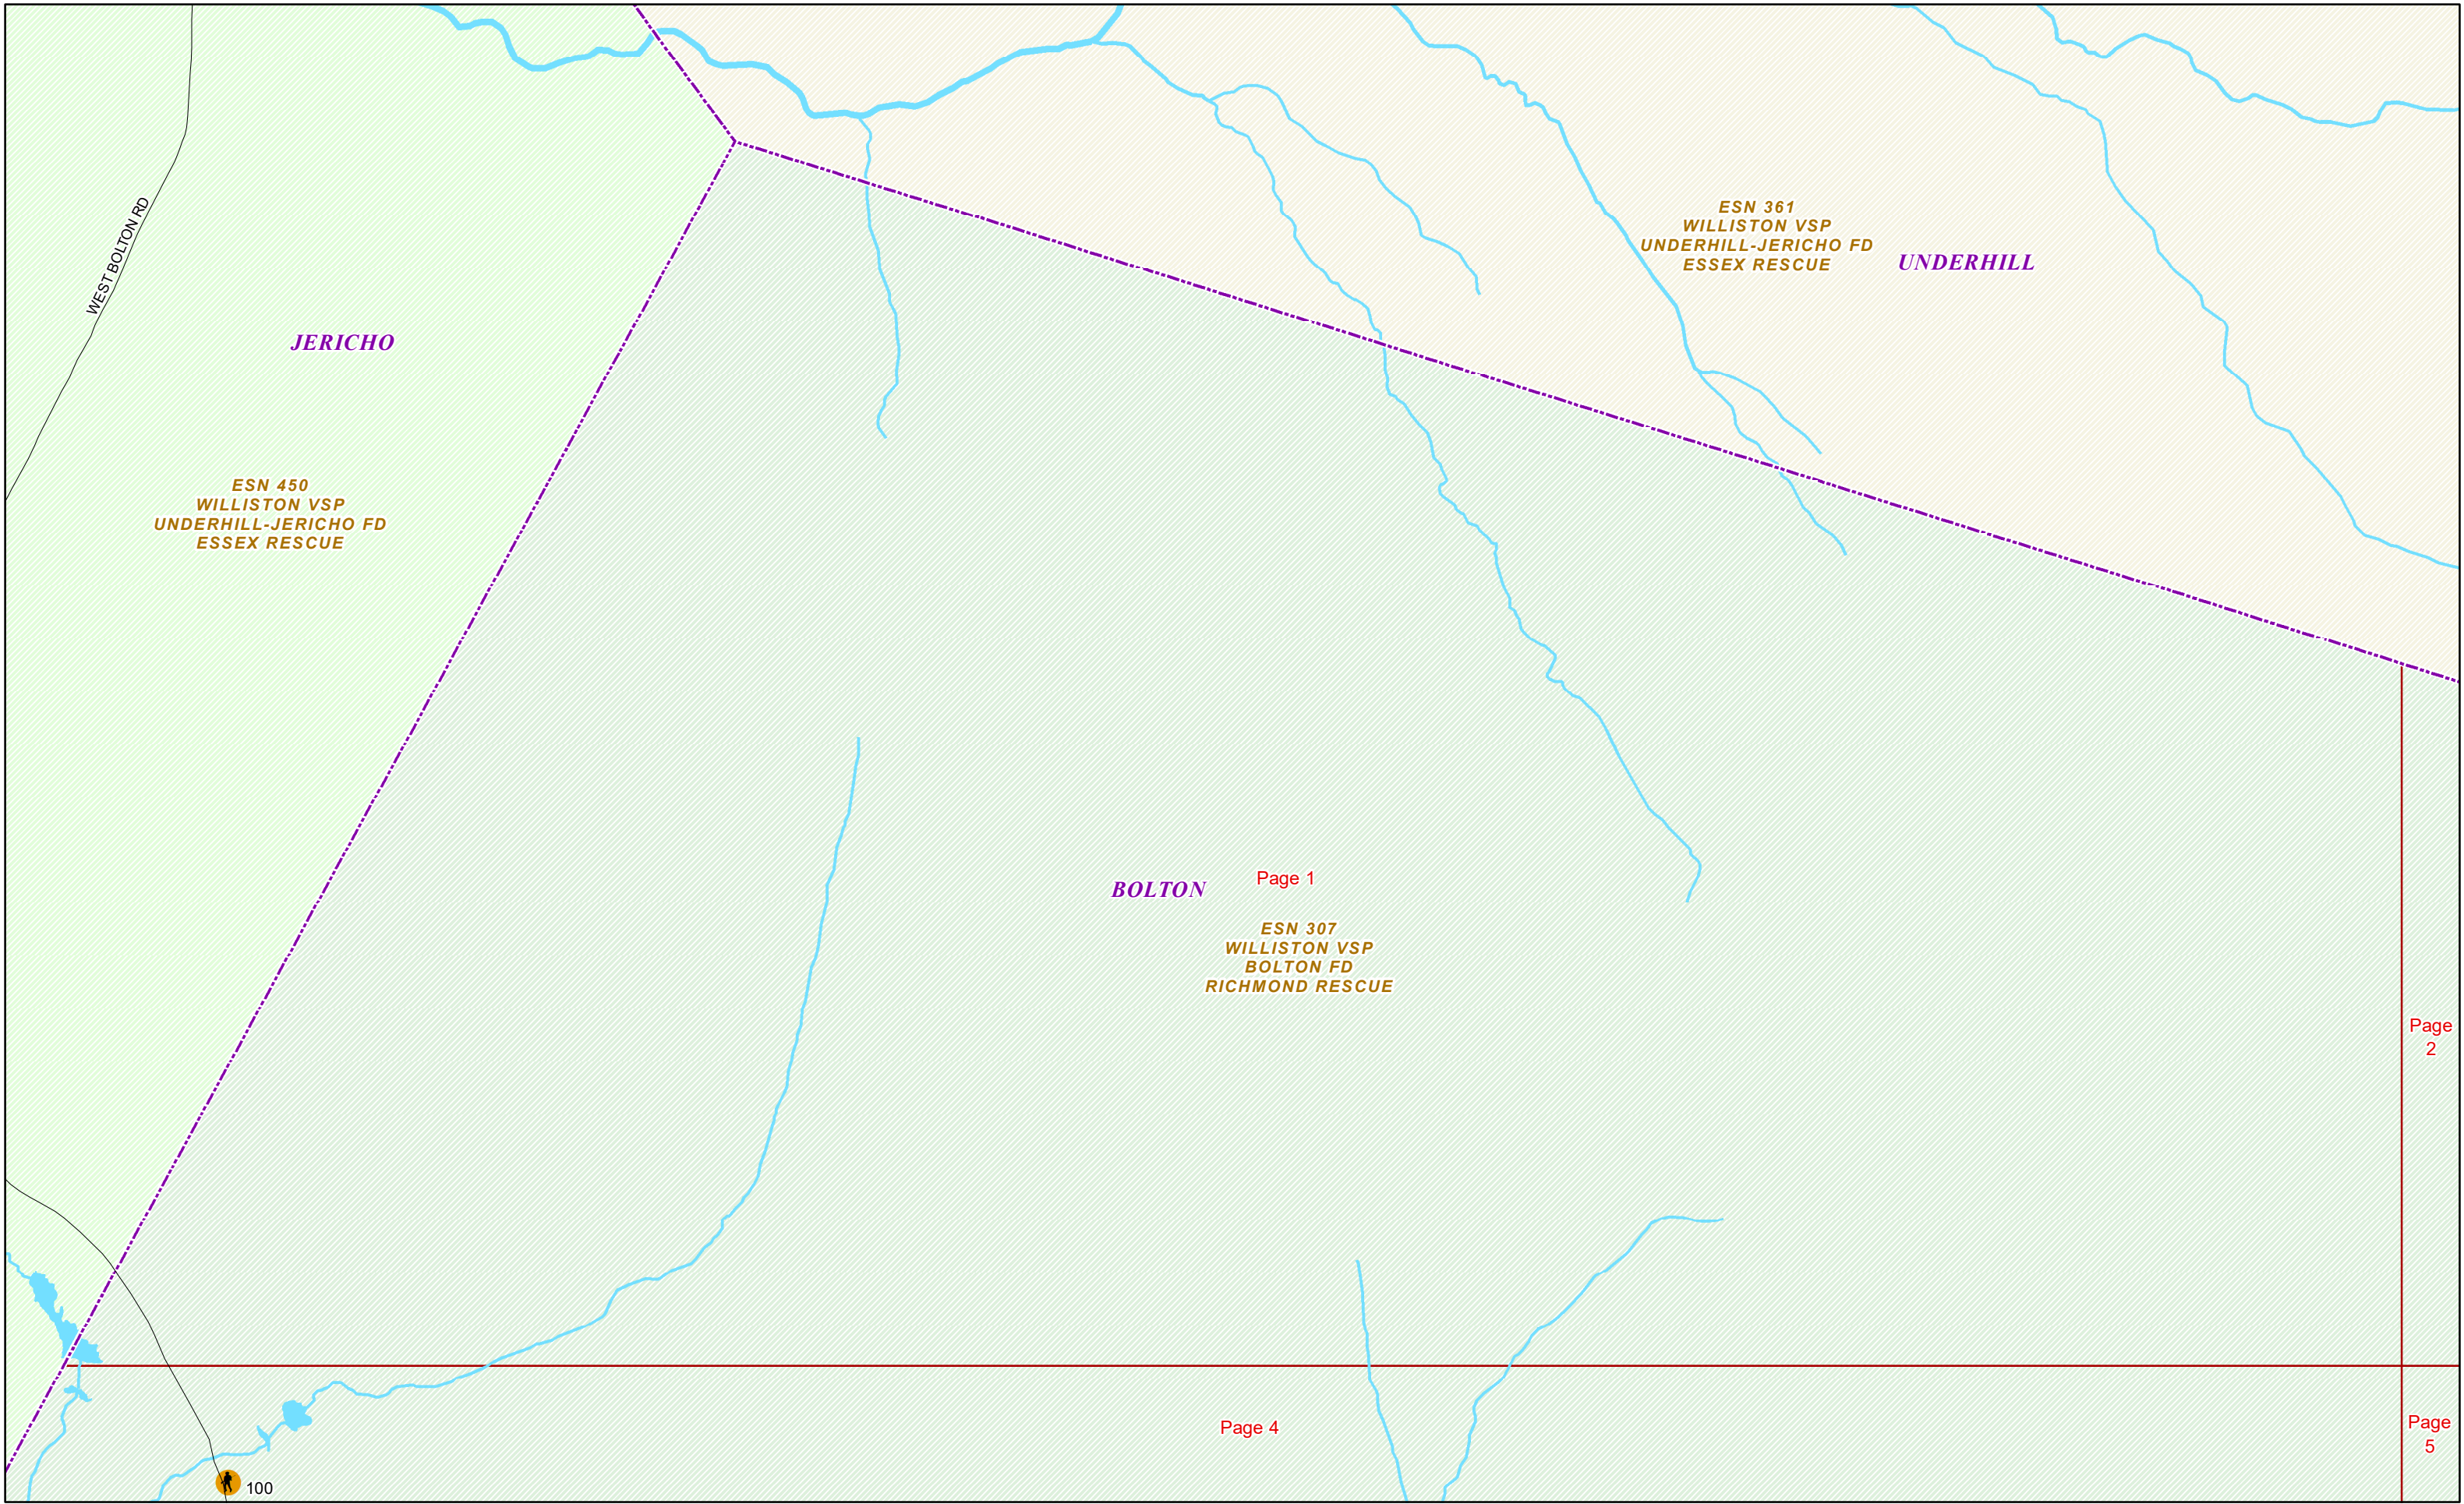 ESN 361
WILLISTON VSP
UNDERHILL-JERICHO FD
ESSEX RESCUE
UNDERHILL
WEST BOLTON RD
JERICHO
ESN 450
WILLISTON VSP
UNDERHILL-JERICHO FD
ESSEX RESCUE
Page 1
BOLTON
ESN 307
WILLISTON VSP
BOLTON FD
RICHMOND RESCUE
Page
2
Page 4
Page
5
100